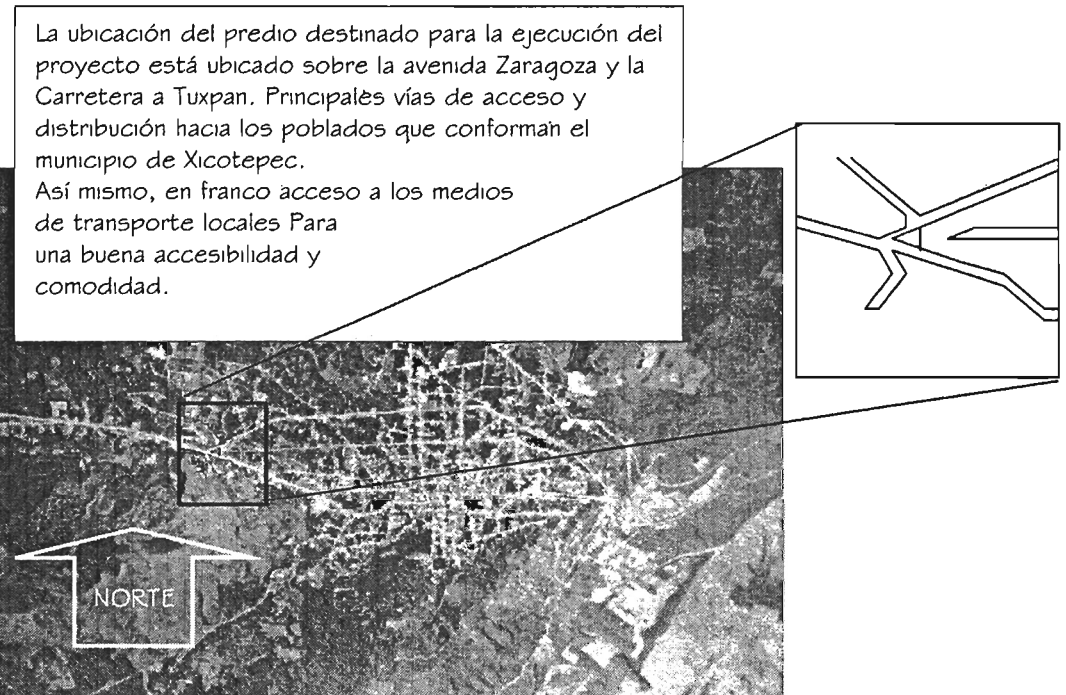 La ubicación del predio destinado para la ejecución del
proyecto está ubicado sobre la avenida Zaragoza y la
Carretera a Tuxpan. Principales vías de acceso y
distribución hacia los poblados que conforman el
municipio de Xicotepec.
Así mismo, en franco acceso a los medios
de transporte locales Para
una buena accesibilidad y
comodidad.
NORTE